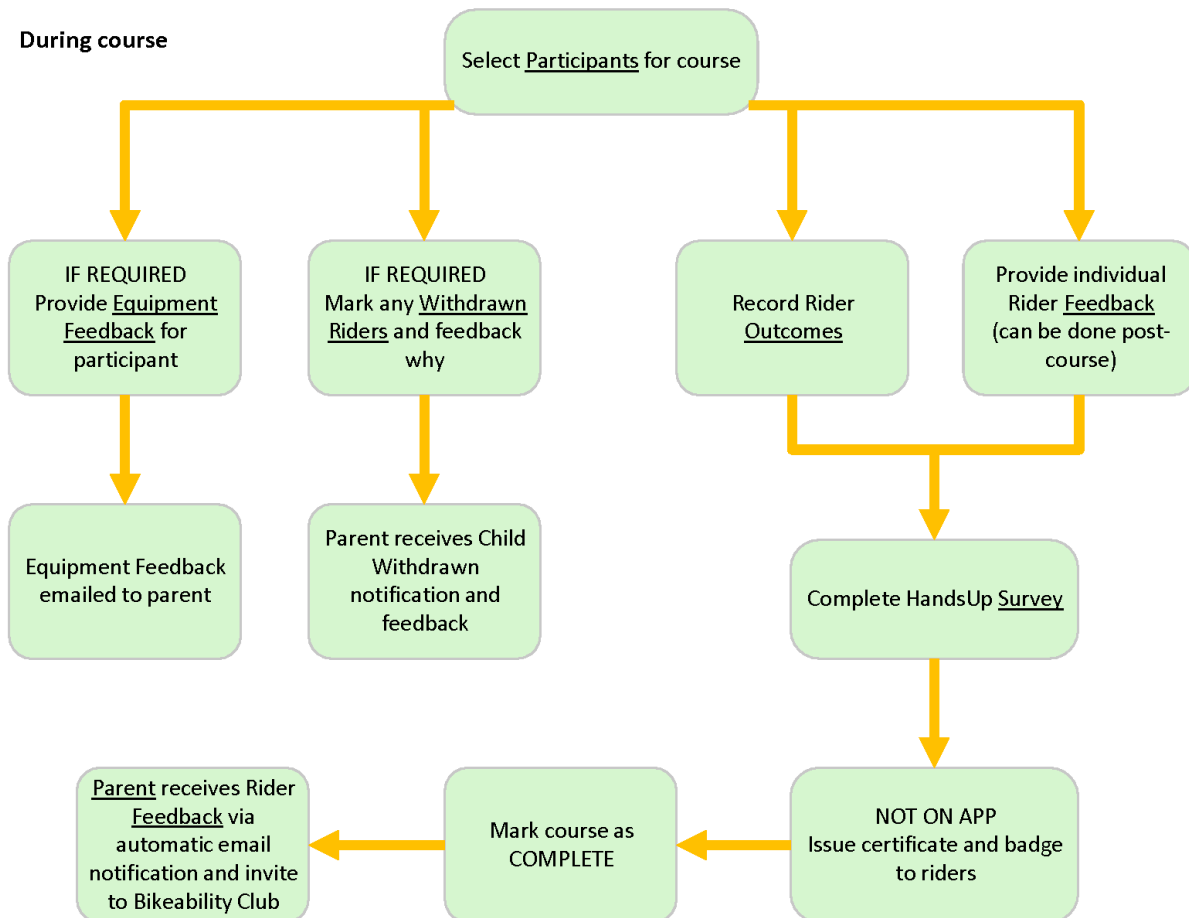 During course
Select Participants for course
IF REQUIRED
Provide Equipment
Feedback for
participant
IF REQUIRED
Mark any Withdrawn
Riders and feedback
why
Record Rider
Outcomes
Provide individual
Rider Feedback
(can be done post-
course)
Equipment Feedback
emailed to parent
Parent receives Child
Withdrawn
notification and
feedback
Complete HandsUp Survey
Parent receives Rider
Feedback via
automatic email
notification and invite
to Bikeability Club
Mark course as
COMPLETE
NOT ON APP
Issue certificate and badge
to riders